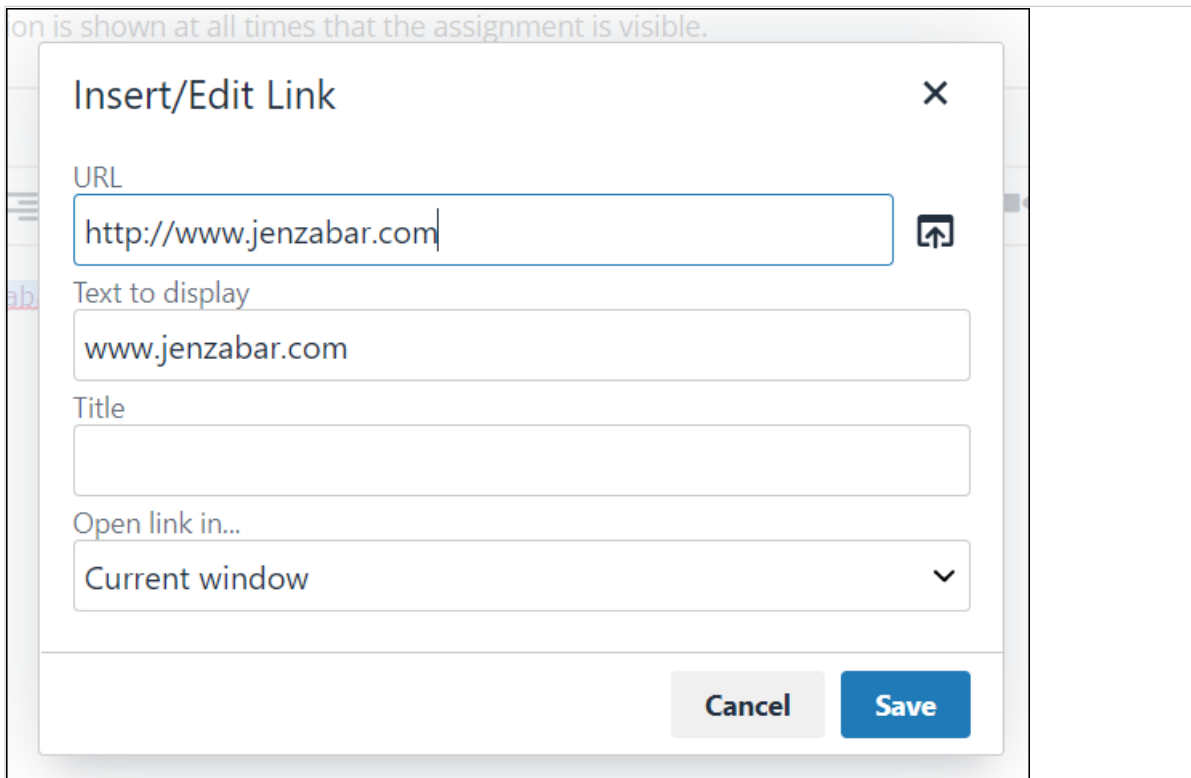 on is shown at all times that the assignment is visible.
Insert/Edit Link
URL
http://www.jenzabar.com
Text to display
www.jenzabar.com
Title
Open link in...
Current window
Cancel Save